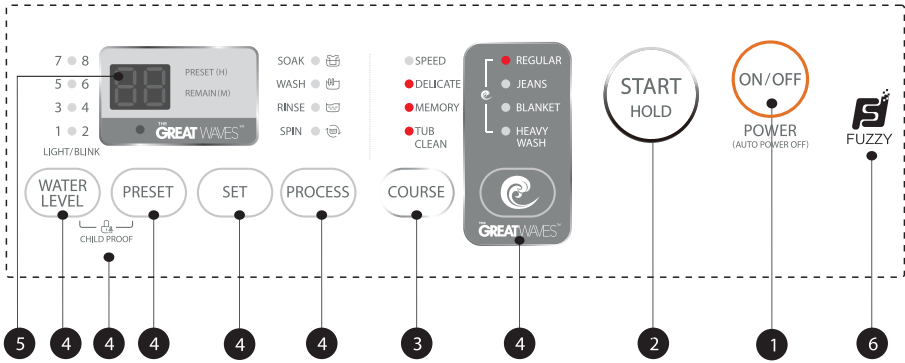 7 8
5 6
3 4
1 2
LIGHT/BLINK
88
PRESET (H)
REMAIN (M)
THE
GREAT WAVES™
SOAK
WASH
RINSE
SPIN
SPEED
DELICATE
MEMORY
TUB
CLEAN
REGULAR
JEANS
BLANKET
HEAVY
WASH
START
HOLD
ON/OFF
POWER
(AUTO POWER OFF)
FUZZY
WATER
LEVEL
PRESET
SET
PROCESS
COURSE
THE
GREATWAVES™
CHILD PROOF
5
4
4
4
4
4
3
4
2
1
6